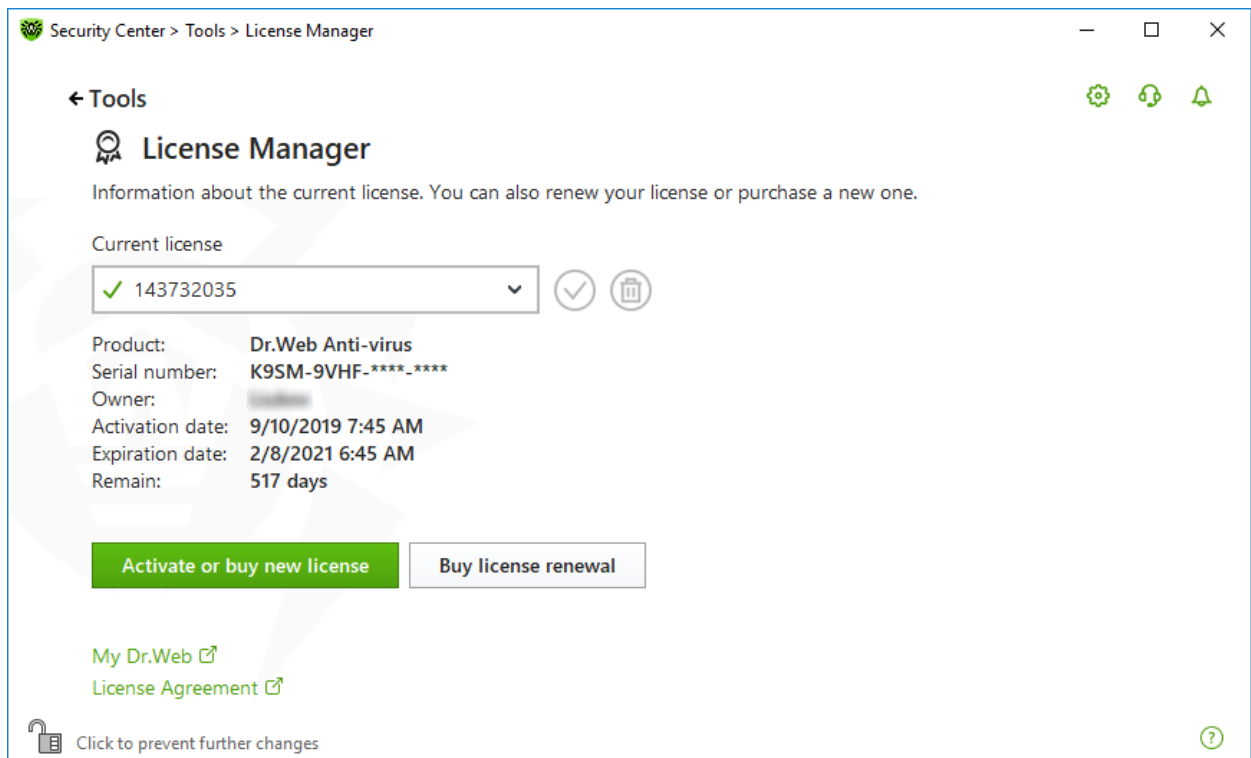 Security Center > Tools > License Manager
Tools
License Manager
Information about the current license. You can also renew your license or purchase a new one.
Current license
143732035
Product: Dr.Web Anti-virus
Serial number: K9SM-9VHF-****-****
Owner:
Activation date: 9/10/2019 7:45 AM
Expiration date: 2/8/2021 6:45 AM
Remain: 517 days
Activate or buy new license Buy license renewal
My Dr.Web
License Agreement
Click to prevent further changes